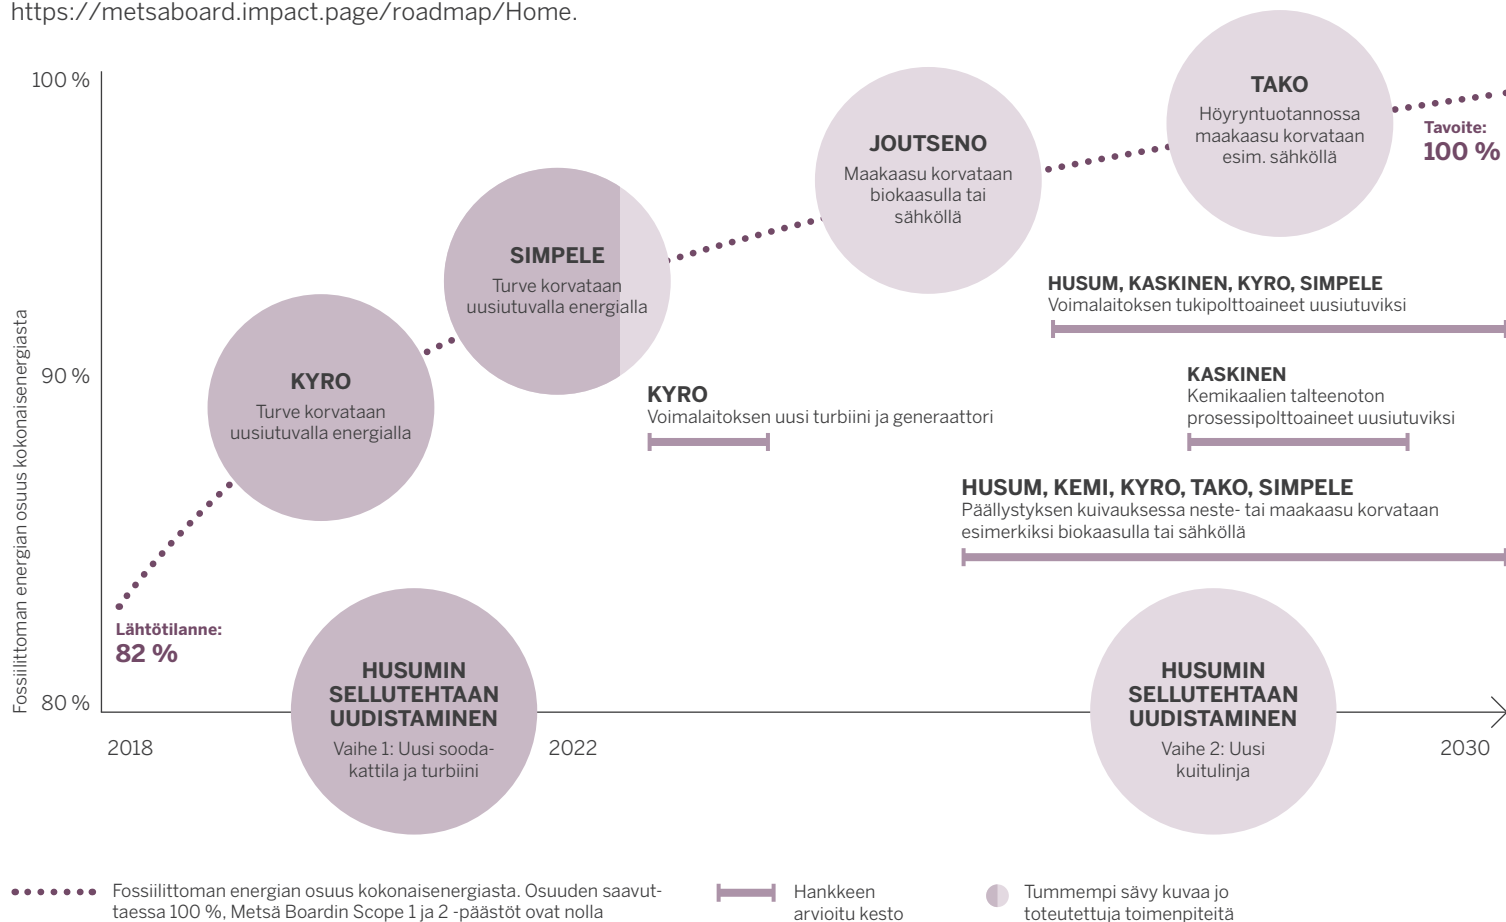 https://metsaboard.impact.page/roadmap/Home.
100 %
90 %
80 %
Fossiilittoman energian osuus kokonaisenergiasta
Lähtötilanne:
82 %
KYRO
Turve korvataan
uusiutuvalla energialla
SIMPELE
Turve korvataan
uusiutuvalla energialla
JOUTSENO
Maakaasu korvataan
biokaasulla tai
sähköllä
TAKO
Höyryntuotannossa
maakaasu korvataan
esim. sähköllä
Tavoite:
100 %
HUSUM, KASKINEN, KYRO, SIMPELE
Voimalaitoksen tukipolttoaineet uusiutuviksi
KYRO
Voimalaitoksen uusi turbiini ja generaattori
KASKINEN
Kemikaalien talteenoton
prosessipolttoaineet uusiutuviksi
HUSUM, KEMI, KYRO, TAKO, SIMPELE
Päällystyksen kuivauksessa neste- tai maakaasu korvataan
esimerkiksi biokaasulla tai sähköllä
HUSUMIN
SELLUTEHTAAN
UUDISTAMINEN
Vaihe 1: Uusi sooda-
kattila ja turbiini
HUSUMIN
SELLUTEHTAAN
UUDISTAMINEN
Vaihe 2: Uusi
kuitulinja
2018
2022
2030
Fossiilittoman energian osuus kokonaisenergiasta. Osuuden saavut-
taessa 100 %, Metsä Boardin Scope 1 ja 2 -päästöt ovat nolla
Hankkeen
arvioitu kesto
Tummempi sävy kuvaa jo
toteutettuja toimenpiteitä